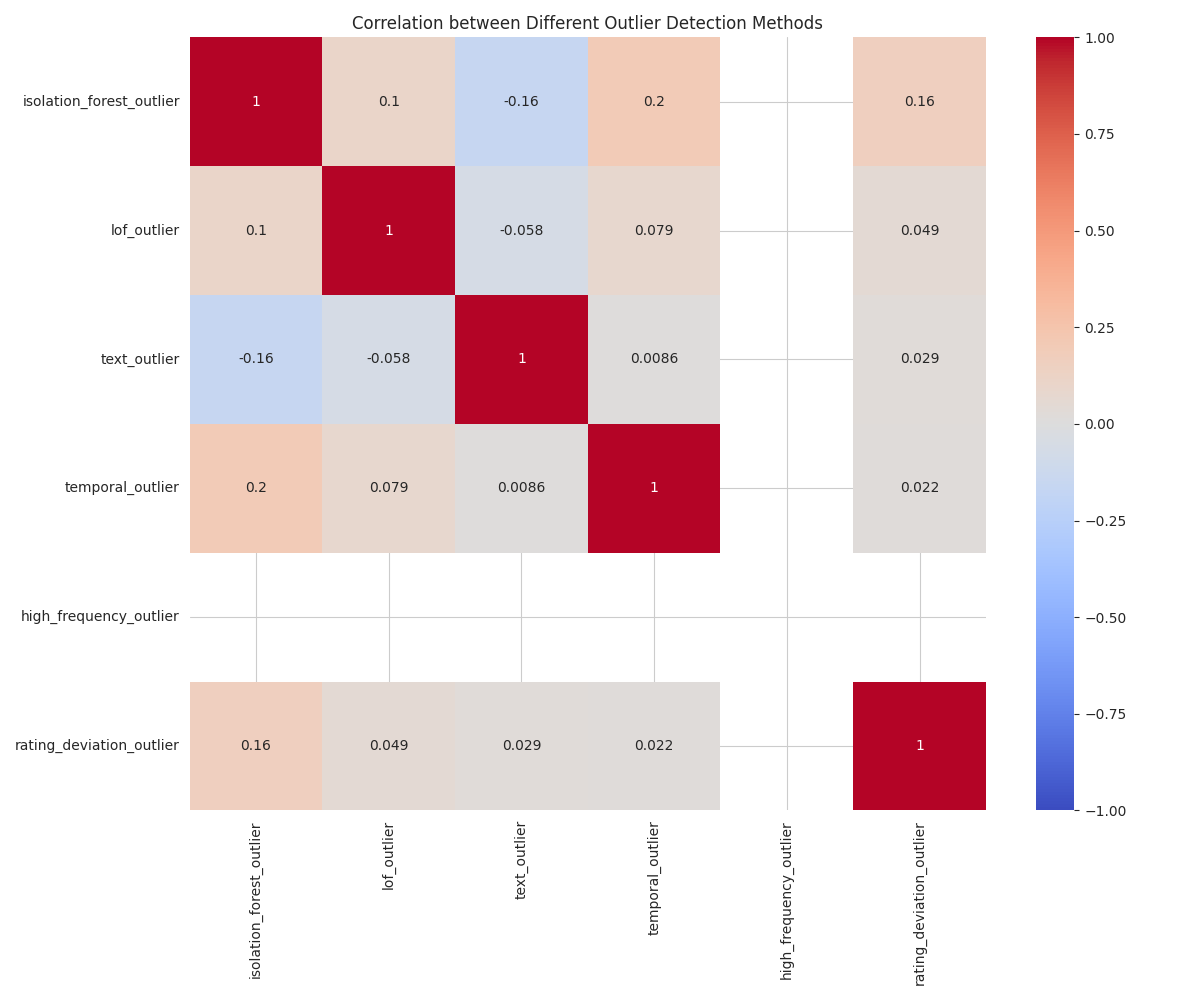 Correlation between Different Outlier Detection Methods
isolation_forest_outlier 1 0.1 -0.16 0.2 0.16
lof_outlier 0.1 1 -0.058 0.079 0.049
text_outlier -0.16 -0.058 1 0.0086 0.029
temporal_outlier 0.2 0.079 0.0086 1 0.022
high_frequency_outlier
rating_deviation_outlier 0.16 0.049 0.029 0.022 1
isolation_forest_outlier
lof_outlier
text_outlier
temporal_outlier
high_frequency_outlier
rating_deviation_outlier
1.00
0.75
0.50
0.25
0.00
−0.25
−0.50
−0.75
−1.00